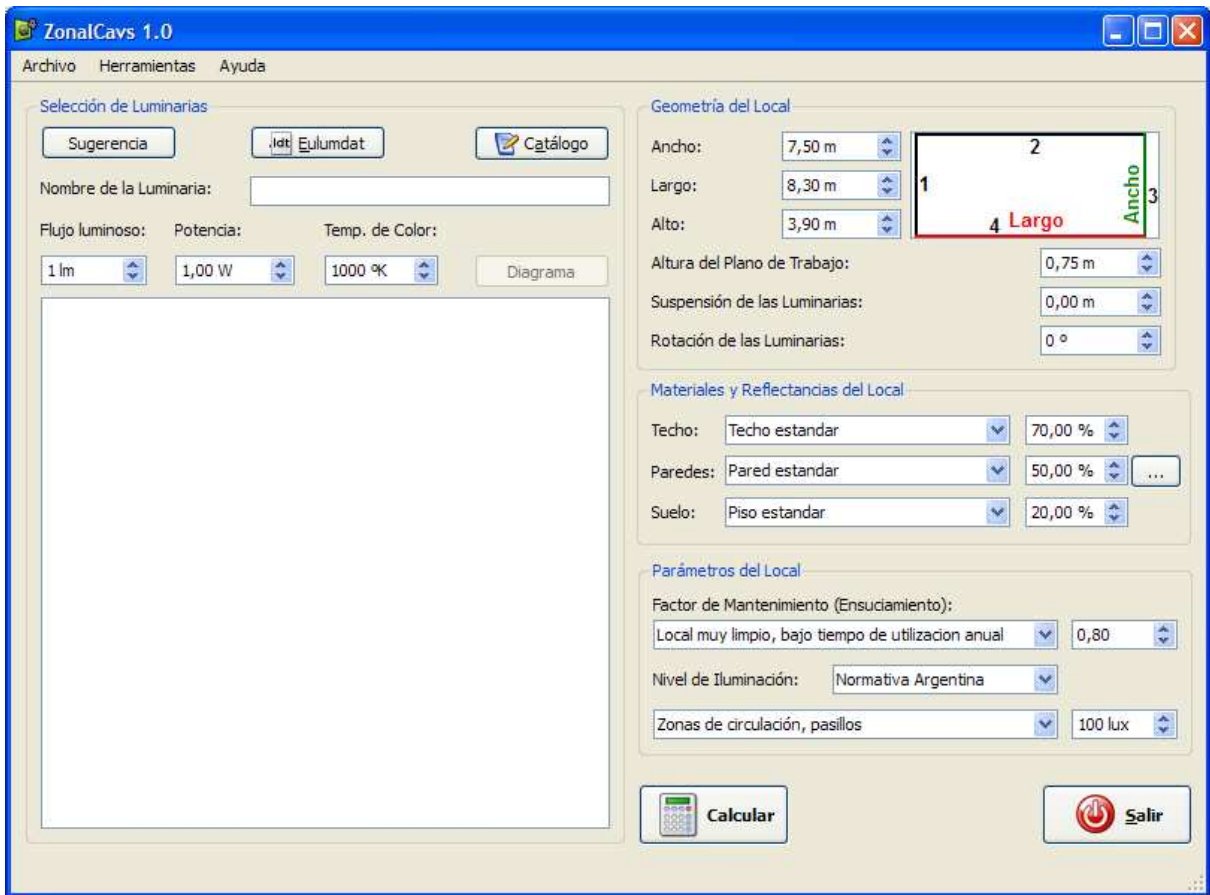 ZonalCavs 1.0
Archivo Herramientas Ayuda
Selección de Luminarias
Sugerencia .ldt Eulumdat Catálogo
Nombre de la Luminaria:
Flujo luminoso: Potencia: Temp. de Color:
1 lm 1,00 W 1000 ºK Diagrama
Geometría del Local
Ancho: 7,50 m
Largo: 8,30 m
Alto: 3,90 m
2
1
Ancho
3
4 Largo
Altura del Plano de Trabajo: 0,75 m
Suspensión de las Luminarias: 0,00 m
Rotación de las Luminarias: 0 º
Materiales y Reflectancias del Local
Techo: Techo estandar 70,00 %
Paredes: Pared estandar 50,00 % ...
Suelo: Piso estandar 20,00 %
Parámetros del Local
Factor de Mantenimiento (Ensuciamiento):
Local muy limpio, bajo tiempo de utilizacion anual 0,80
Nivel de Iluminación: Normativa Argentina
Zonas de circulación, pasillos 100 lux
Calcular Salir